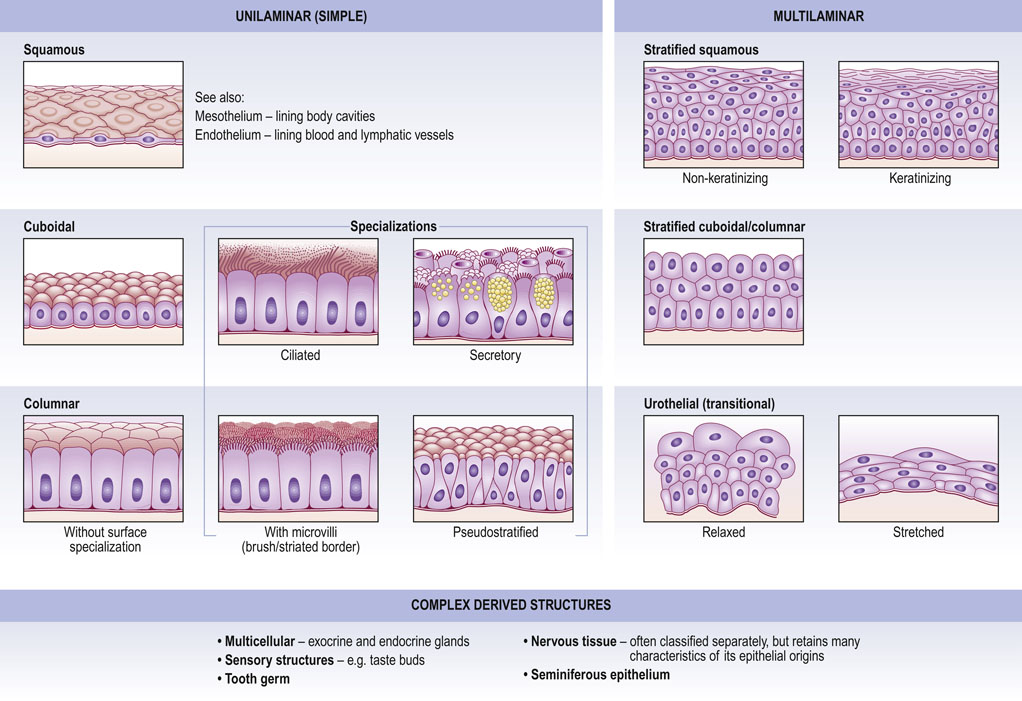 UNILAMINAR (SIMPLE)
Squamous
See also:
Mesothelium – lining body cavities
Endothelium – lining blood and lymphatic vessels
Cuboidal
Specializations
Ciliated
Secretory
Columnar
Without surface
specialization
With microvilli
(brush/striated border)
Pseudostratified
MULTILAMINAR
Stratified squamous
Non-keratinizing
Keratinizing
Stratified cuboidal/columnar
Urothelial (transitional)
Relaxed
Stretched
COMPLEX DERIVED STRUCTURES
• Multicellular – exocrine and endocrine glands
• Sensory structures – e.g. taste buds
• Tooth germ
• Nervous tissue – often classified separately, but retains many
characteristics of its epithelial origins
• Seminiferous epithelium